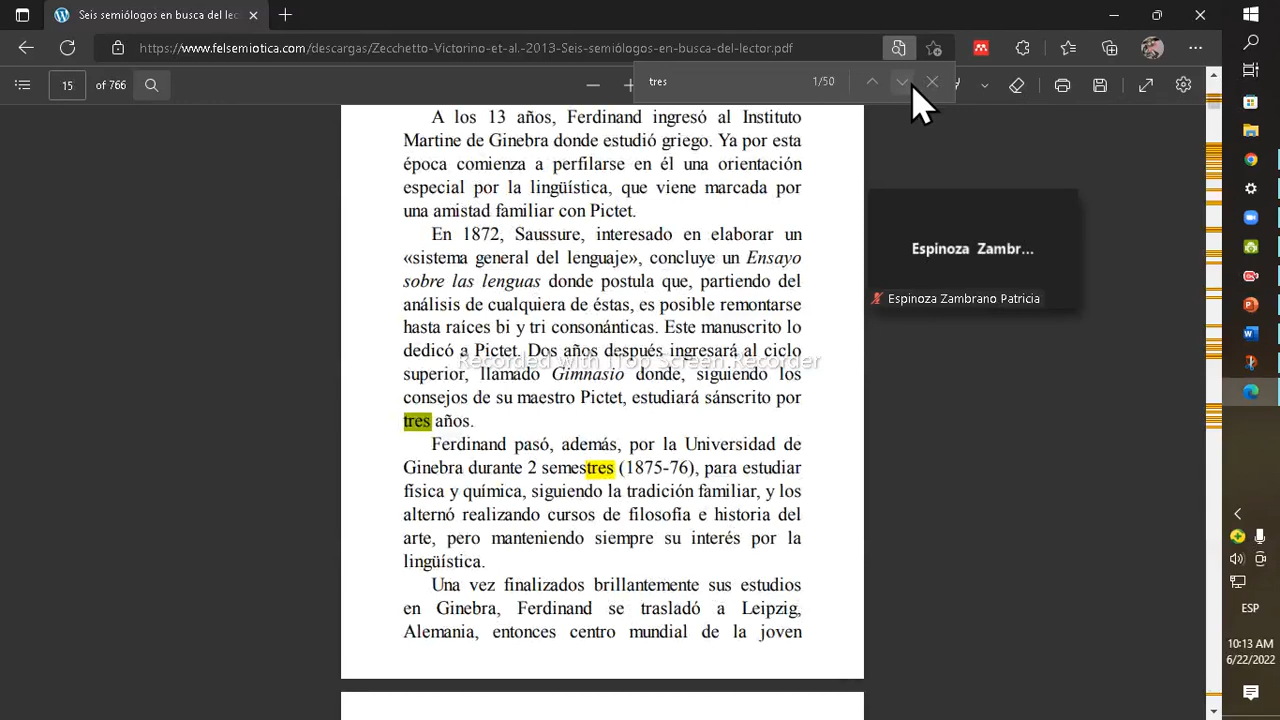 Seis semiólogos en busca del lec
https://www.felsemiotica.org/descargas/Zecchetto-Victorino-et-al.-2013-Seis-semiólogos-en-busca-del-lector.pdf
15 of 766
tres 1/50
A los 13 años, Ferdinand ingresó al Instituto
Martine de Ginebra donde estudió griego. Ya por esta
época comienza a perfilarse en él una orientación
especial por la lingüística, que viene marcada por
una amistad familiar con Pictet.
En 1872, Saussure, interesado en elaborar un
«sistema general del lenguaje», concluye un Ensayo
sobre las lenguas donde postula que, partiendo del
análisis de cualquiera de éstas, es posible remontarse
hasta raíces bi y tri consonánticas. Este manuscrito lo
dedicó a Pictet. Dos años después ingresará al ciclo
Recorded with iTop Screen Recorder
superior, llamado Gimnasio donde, siguiendo los
consejos de su maestro Pictet, estudiará sánscrito por
tres años.
Ferdinand pasó, además, por la Universidad de
Ginebra durante 2 semestres (1875-76), para estudiar
física y química, siguiendo la tradición familiar, y los
alternó realizando cursos de filosofía e historia del
arte, pero manteniendo siempre su interés por la
lingüística.
Una vez finalizados brillantemente sus estudios
en Ginebra, Ferdinand se trasladó a Leipzig,
Alemania, entonces centro mundial de la joven
Espinoza Zambr...
Espinoza Zambrano Patric
ESP
10:13 AM
6/22/2022